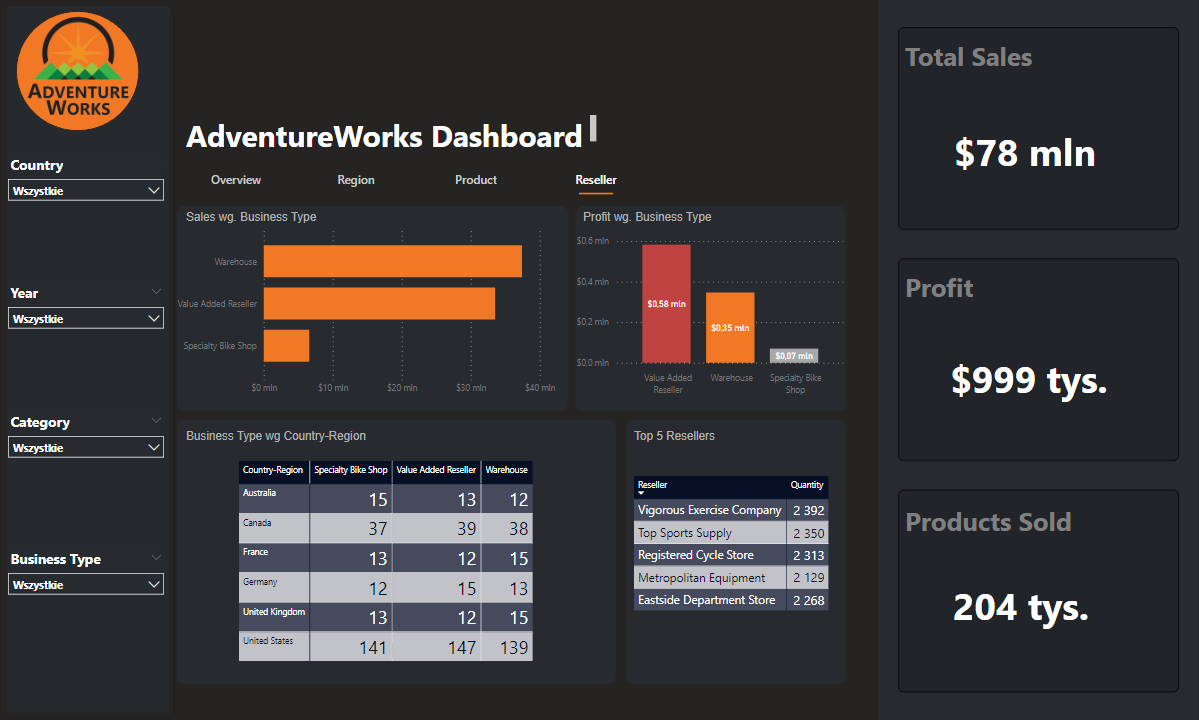 ADVENTURE
WORKS
Country
Wszystkie
Year
Wszystkie
Category
Wszystkie
Business Type
Wszystkie
AdventureWorks Dashboard
Overview Region Product Reseller
Sales wg. Business Type
Warehouse
Value Added Reseller
Specialty Bike Shop
$0 mln $10 mln $20 mln $30 mln $40 mln
Profit wg. Business Type
$0,6 mln
$0,4 mln
$0,2 mln
$0,0 mln
$0,58 mln
$0,35 mln
$0,07 mln
Value Added Reseller
Warehouse
Specialty Bike Shop
Business Type wg Country-Region
Country-Region Specialty Bike Shop Value Added Reseller Warehouse
Australia 15 13 12
Canada 37 39 38
France 13 12 15
Germany 12 15 13
United Kingdom 13 12 15
United States 141 147 139
Top 5 Resellers
Reseller Quantity
Vigorous Exercise Company 2 392
Top Sports Supply 2 350
Registered Cycle Store 2 313
Metropolitan Equipment 2 129
Eastside Department Store 2 268
Total Sales
$78 mln
Profit
$999 tys.
Products Sold
204 tys.